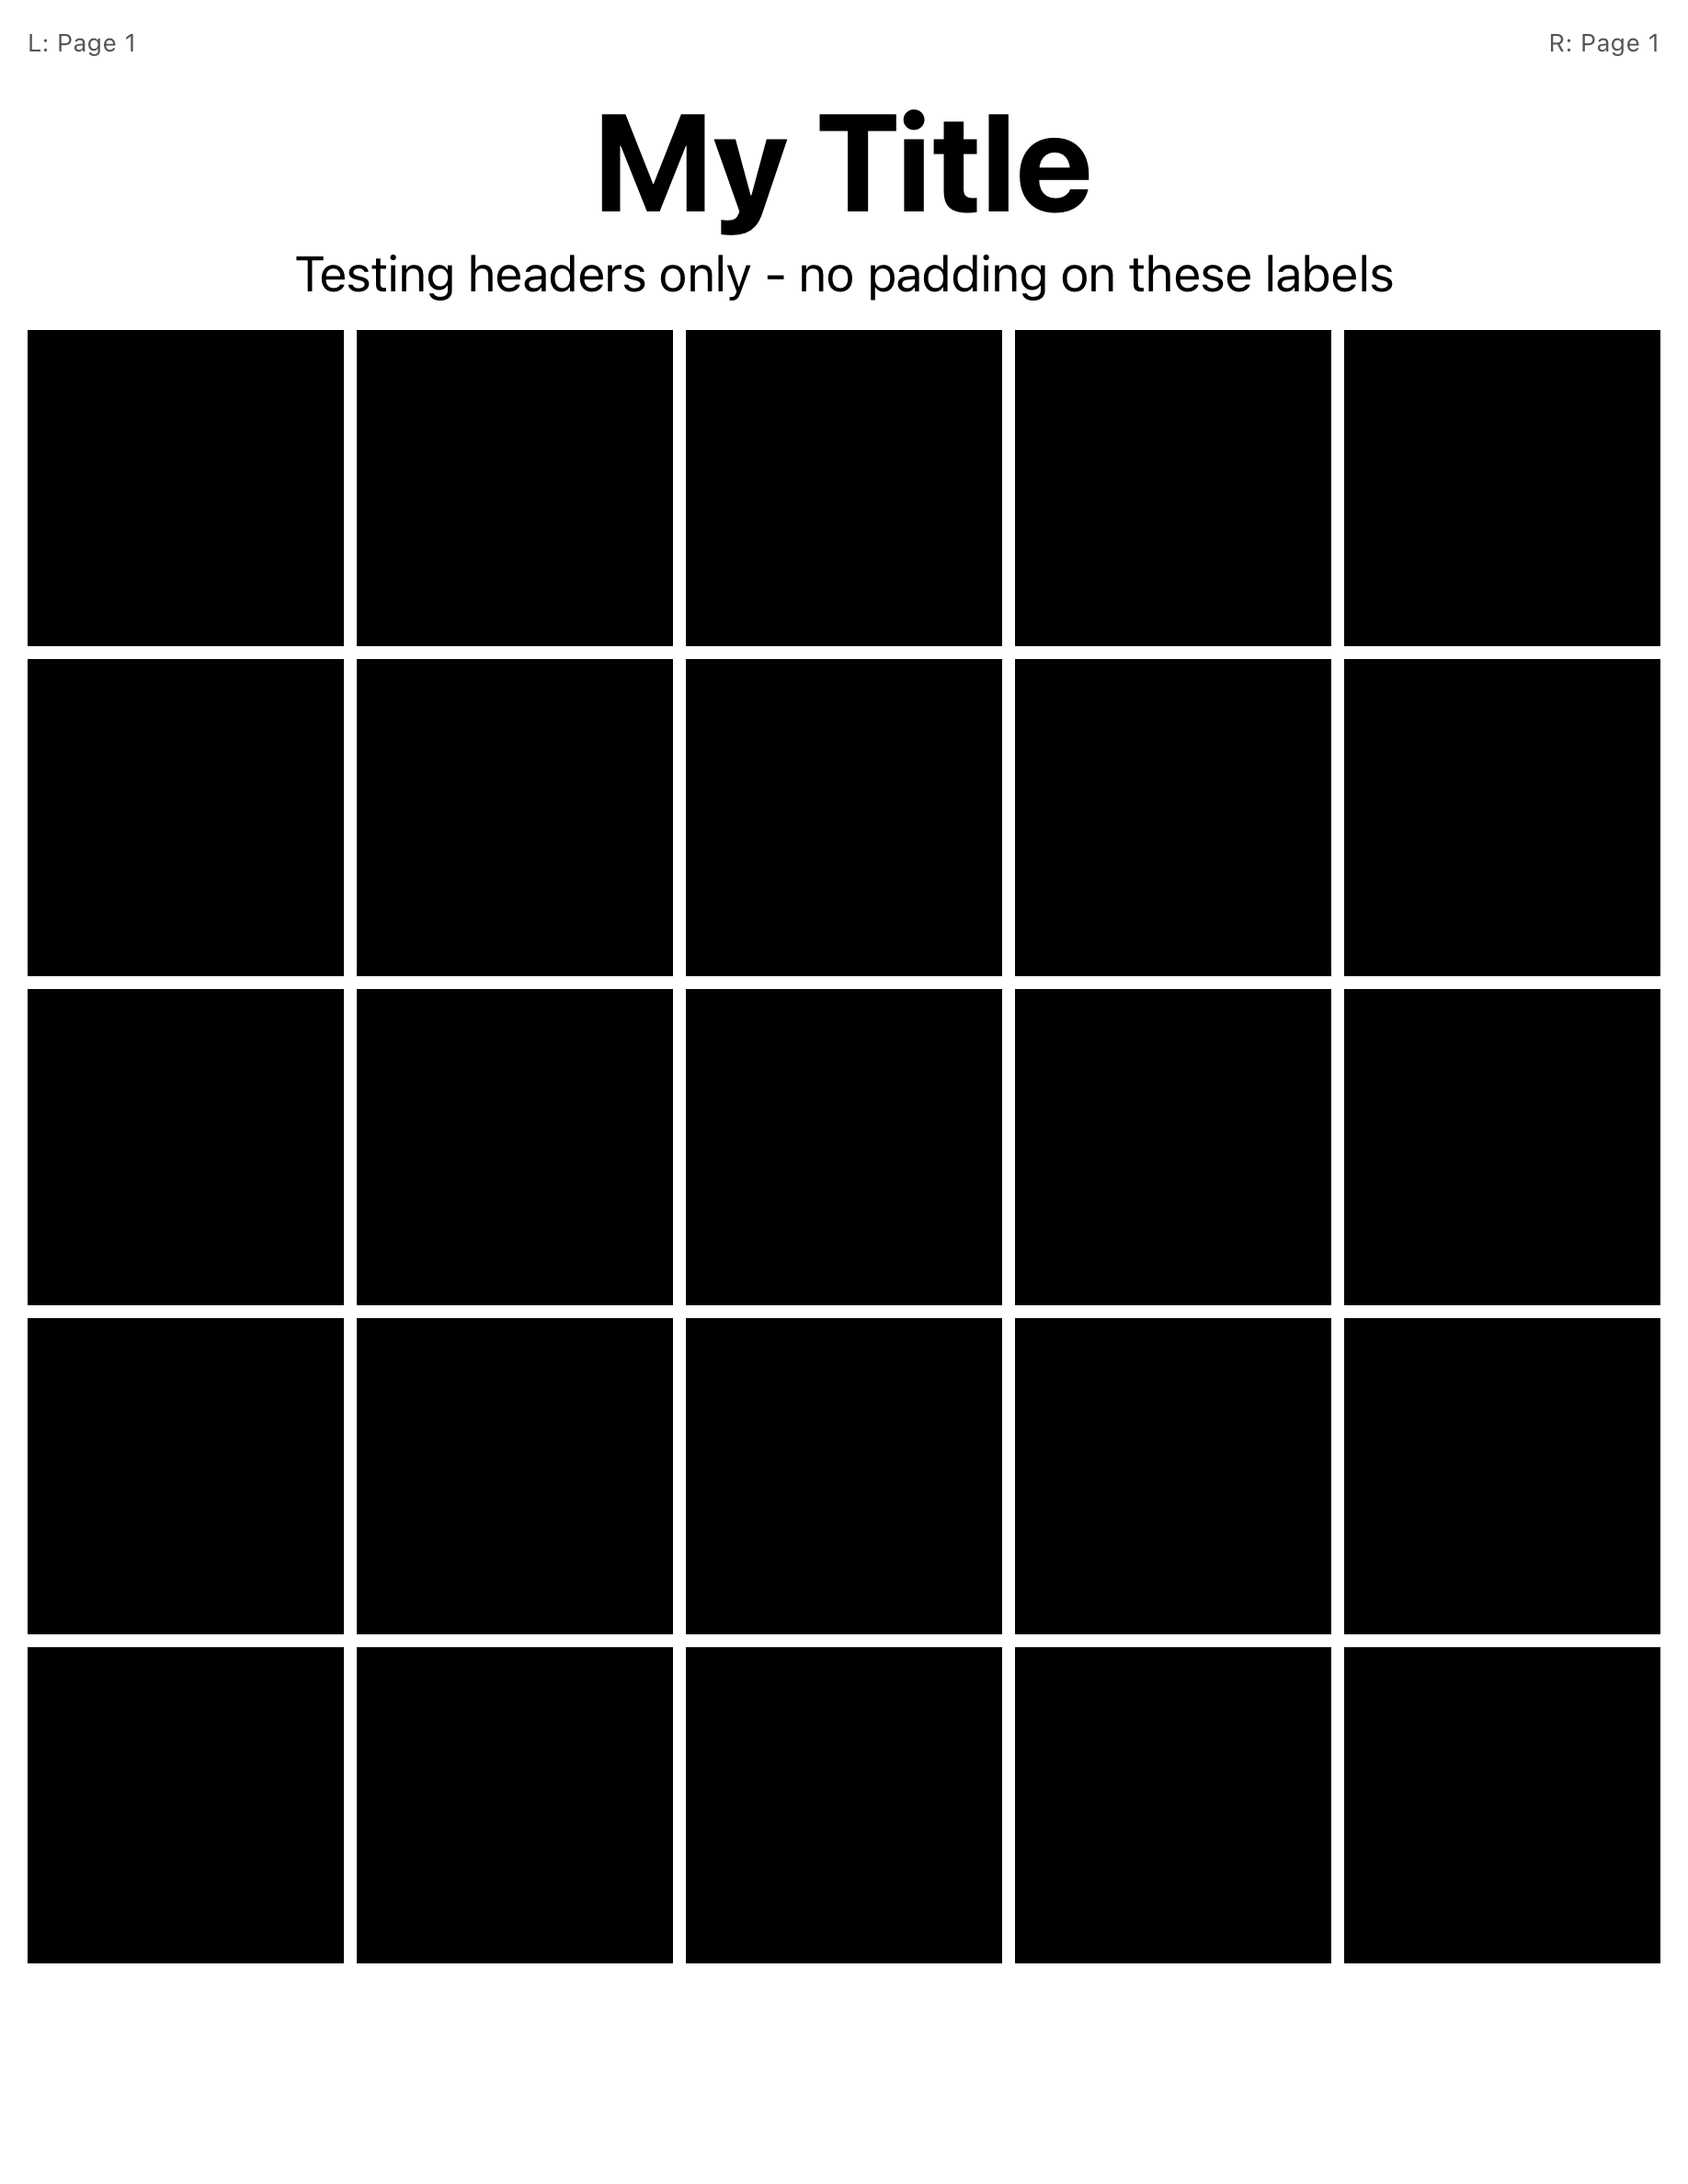 L: Page 1
R: Page 1
My Title
Testing headers only - no padding on these labels